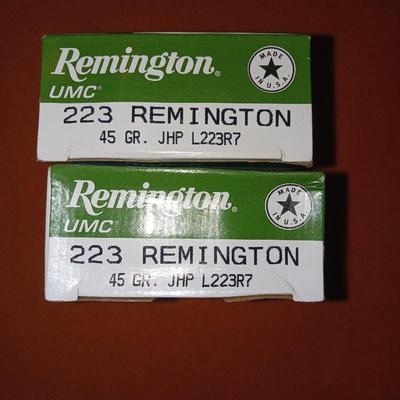 Remington®
UMC®
MADE IN U.S.A.
223 REMINGTON
45 GR. JHP L223R7
Remington®
UMC®
MADE IN U.S.A
223 REMINGTON
45 GR. JHP L223R7